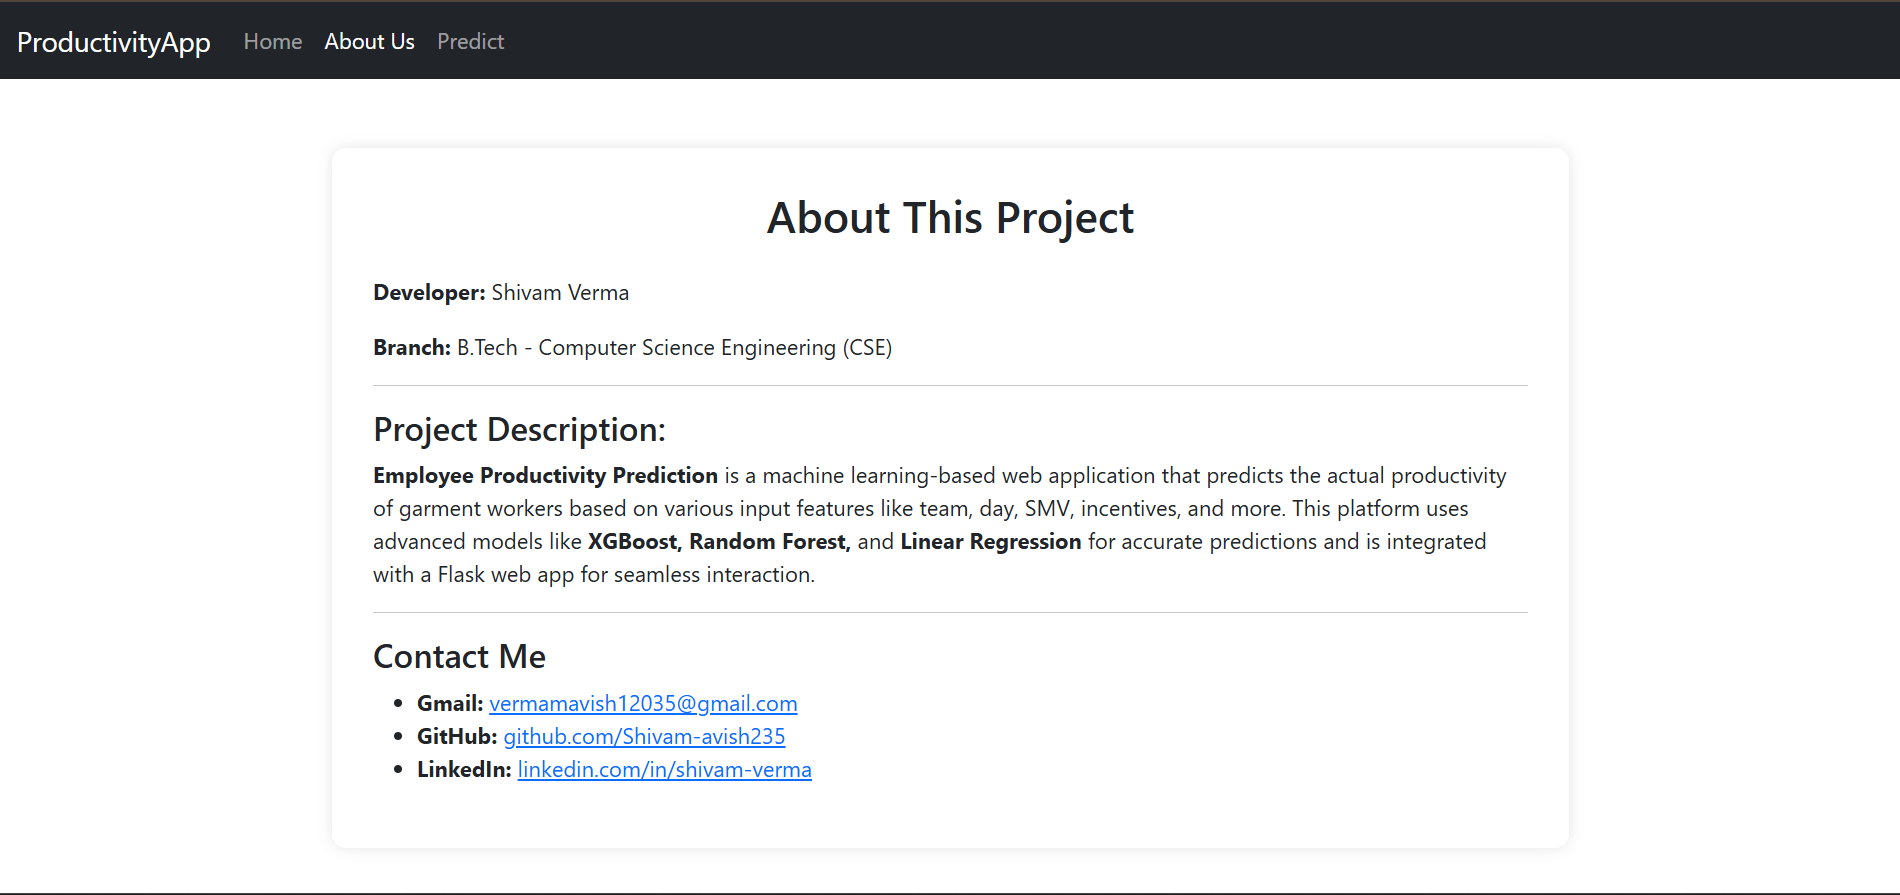 ProductivityApp Home About Us Predict
About This Project
Developer: Shivam Verma
Branch: B.Tech - Computer Science Engineering (CSE)
Project Description:
Employee Productivity Prediction is a machine learning-based web application that predicts the actual productivity
of garment workers based on various input features like team, day, SMV, incentives, and more. This platform uses
advanced models like XGBoost, Random Forest, and Linear Regression for accurate predictions and is integrated
with a Flask web app for seamless interaction.
Contact Me
• Gmail: vermamavish12035@gmail.com
• GitHub: github.com/Shivam-avish235
• LinkedIn: linkedin.com/in/shivam-verma